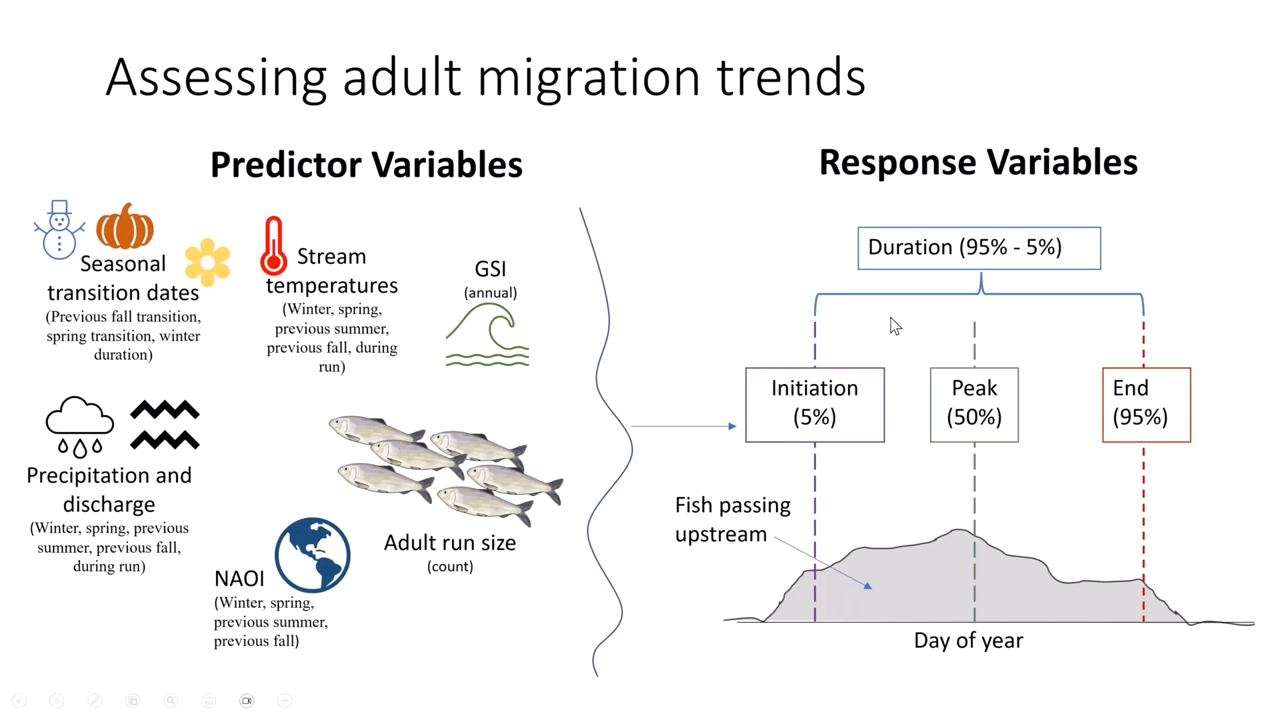 Assessing adult migration trends
Predictor Variables
Seasonal
transition dates
(Previous fall transition,
spring transition, winter
duration)
Stream
temperatures
(Winter, spring,
previous summer,
previous fall, during
run)
GSI
(annual)
Precipitation and
discharge
(Winter, spring, previous
summer, previous fall,
during run)
Adult run size
(count)
NAOI
(Winter, spring,
previous summer,
previous fall)
Response Variables
Duration (95% - 5%)
Initiation
(5%)
Peak
(50%)
End
(95%)
Fish passing
upstream
Day of year